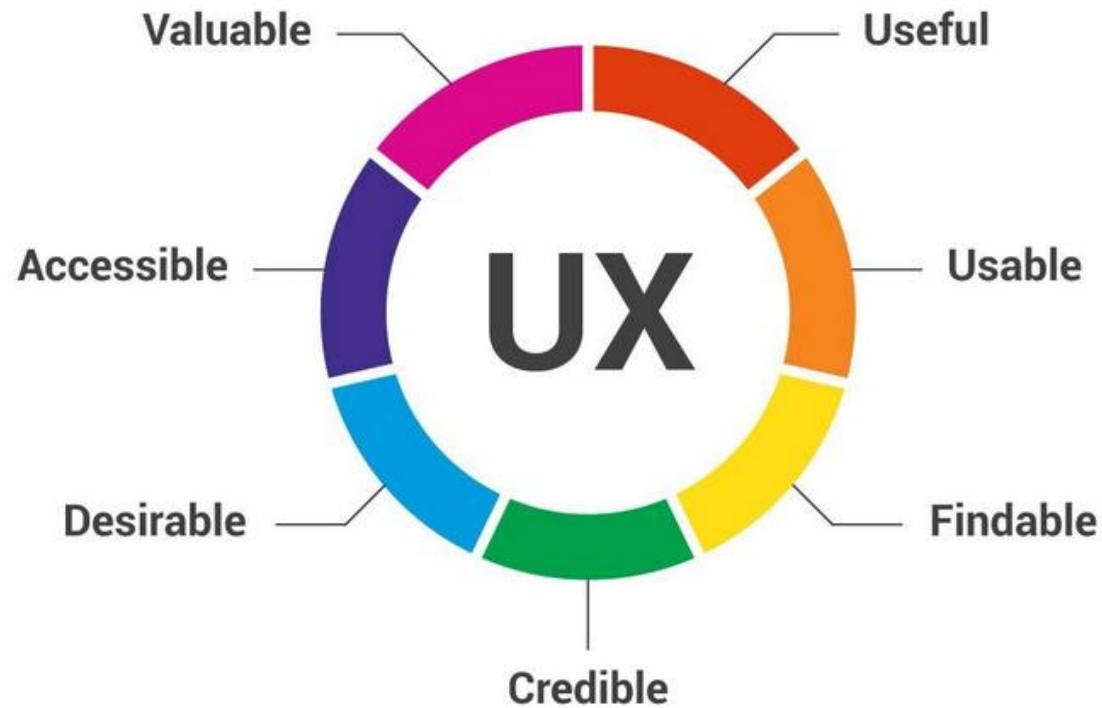 Valuable
Useful
Accessible
UX
Usable
Desirable
Findable
Credible